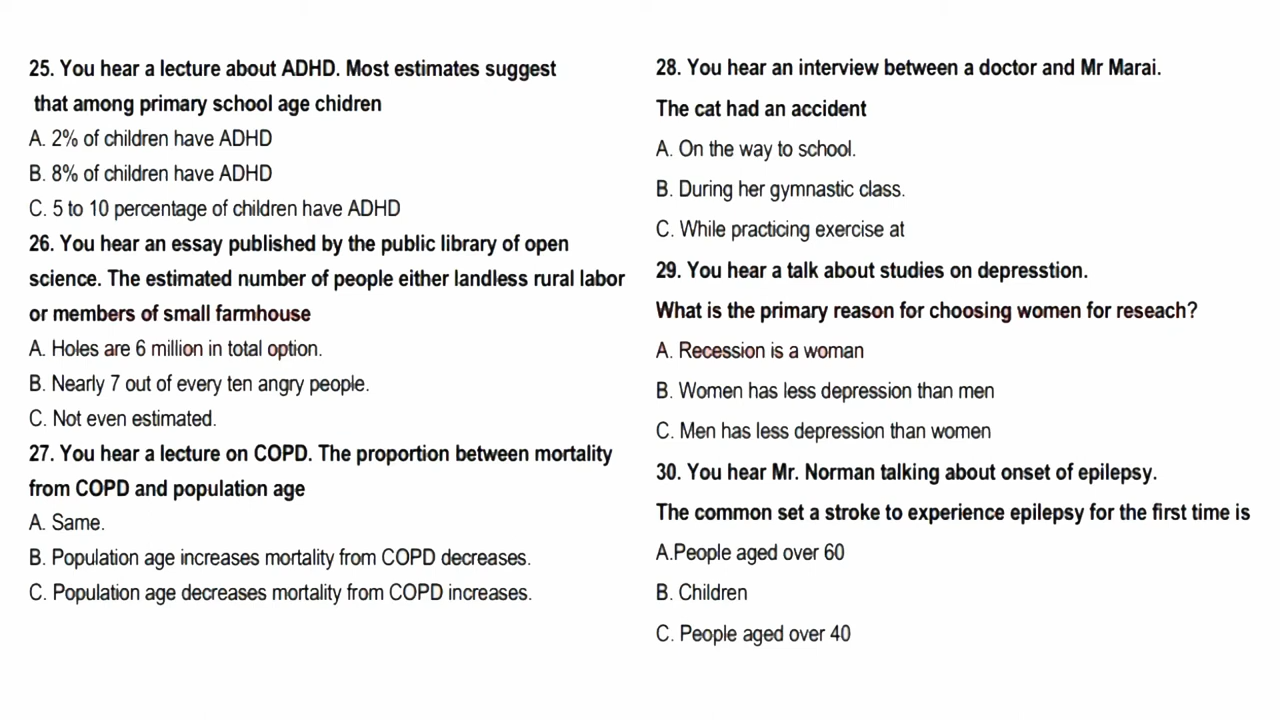 25. You hear a lecture about ADHD. Most estimates suggest
that among primary school age chidren
A. 2% of children have ADHD
B. 8% of children have ADHD
C. 5 to 10 percentage of children have ADHD
26. You hear an essay published by the public library of open
science. The estimated number of people either landless rural labor
or members of small farmhouse
A. Holes are 6 million in total option.
B. Nearly 7 out of every ten angry people.
C. Not even estimated.
27. You hear a lecture on COPD. The proportion between mortality
from COPD and population age
A. Same.
B. Population age increases mortality from COPD decreases.
C. Population age decreases mortality from COPD increases.
28. You hear an interview between a doctor and Mr Marai.
The cat had an accident
A. On the way to school.
B. During her gymnastic class.
C. While practicing exercise at
29. You hear a talk about studies on depresstion.
What is the primary reason for choosing women for reseach?
A. Recession is a woman
B. Women has less depression than men
C. Men has less depression than women
30. You hear Mr. Norman talking about onset of epilepsy.
The common set a stroke to experience epilepsy for the first time is
A.People aged over 60
B. Children
C. People aged over 40